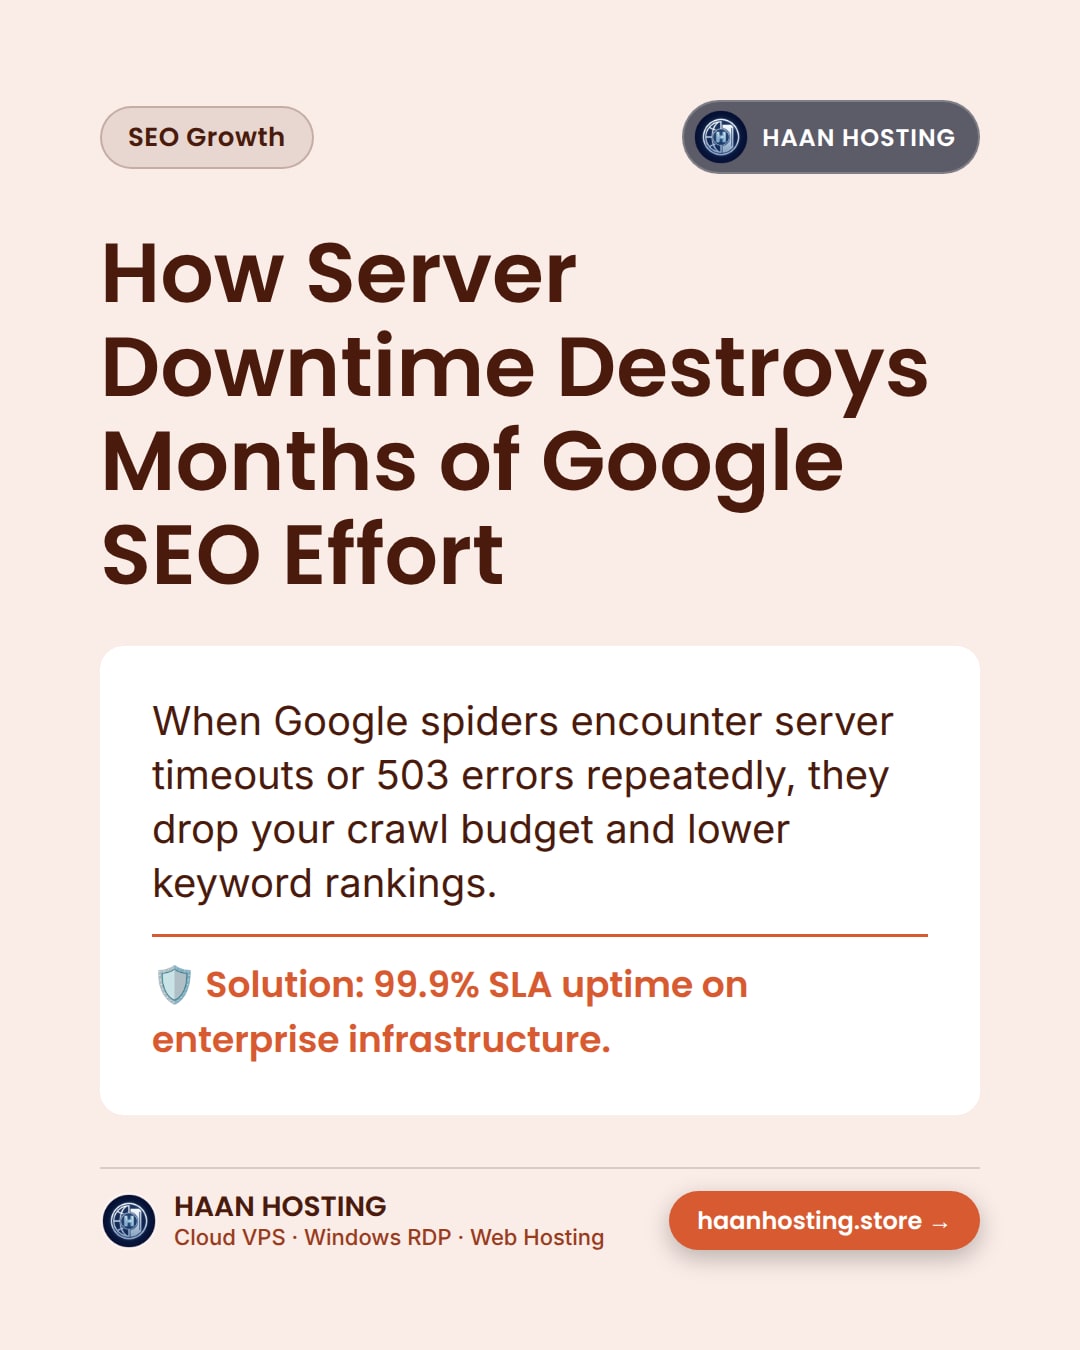 SEO Growth
HAAN HOSTING
How Server
Downtime Destroys
Months of Google
SEO Effort
When Google spiders encounter server
timeouts or 503 errors repeatedly, they
drop your crawl budget and lower
keyword rankings.
🛡️ Solution: 99.9% SLA uptime on
enterprise infrastructure.
HAAN HOSTING
Cloud VPS · Windows RDP · Web Hosting
haanhosting.store →